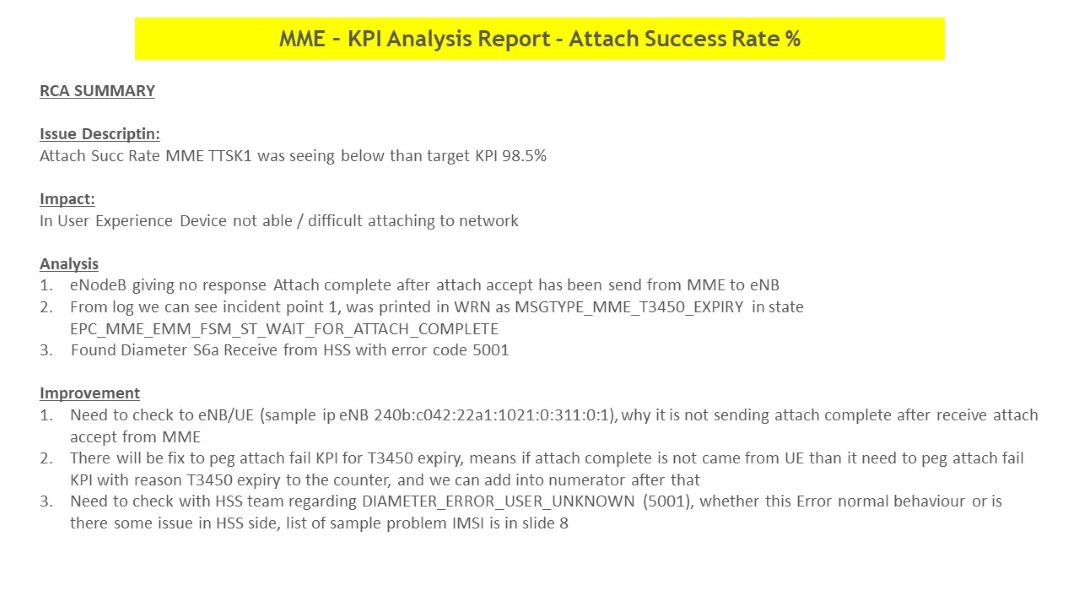 MME – KPI Analysis Report - Attach Success Rate %
RCA SUMMARY
Issue Descriptin:
Attach Succ Rate MME TTSK1 was seeing below than target KPI 98.5%
Impact:
In User Experience Device not able / difficult attaching to network
Analysis
1. eNodeB giving no response Attach complete after attach accept has been send from MME to eNB
2. From log we can see incident point 1, was printed in WRN as MSGTYPE_MME_T3450_EXPIRY in state
EPC_MME_EMM_FSM_ST_WAIT_FOR_ATTACH_COMPLETE
3. Found Diameter S6a Receive from HSS with error code 5001
Improvement
1. Need to check to eNB/UE (sample ip eNB 240b:c042:22a1:1021:0:311:0:1), why it is not sending attach complete after receive attach
accept from MME
2. There will be fix to peg attach fail KPI for T3450 expiry, means if attach complete is not came from UE than it need to peg attach fail
KPI with reason T3450 expiry to the counter, and we can add into numerator after that
3. Need to check with HSS team regarding DIAMETER_ERROR_USER_UNKNOWN (5001), whether this Error normal behaviour or is
there some issue in HSS side, list of sample problem IMSI is in slide 8